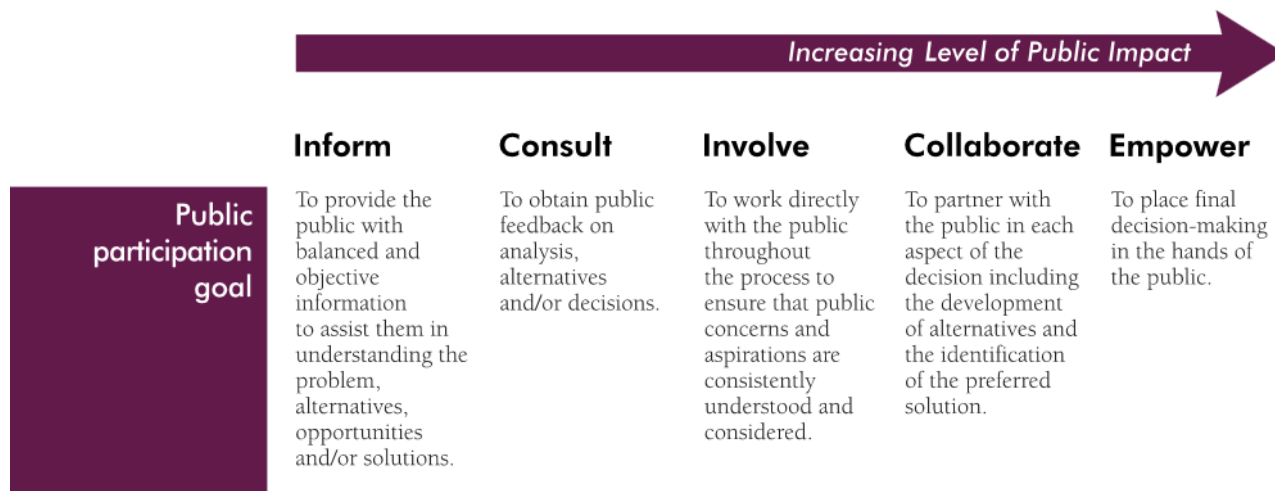 Increasing Level of Public Impact
Inform
Consult
Involve
Collaborate
Empower
Public
participation
goal
To provide the
public with
balanced and
objective
information
to assist them in
understanding the
problem,
alternatives,
opportunities
and/or solutions.
To obtain public
feedback on
analysis,
alternatives
and/or decisions.
To work directly
with the public
throughout
the process to
ensure that public
concerns and
aspirations are
consistently
understood and
considered.
To partner with
the public in each
aspect of the
decision including
the development
of alternatives and
the identification
of the preferred
solution.
To place final
decision-making
in the hands of
the public.